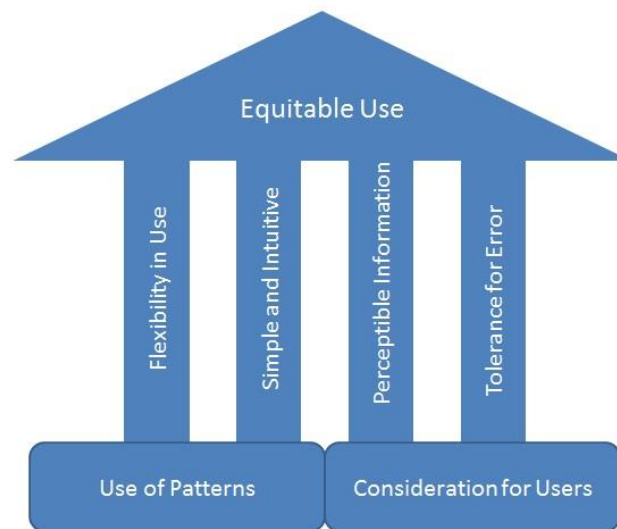 Equitable Use
Flexibility in Use
Simple and Intuitive
Perceptible Information
Tolerance for Error
Use of Patterns
Consideration for Users